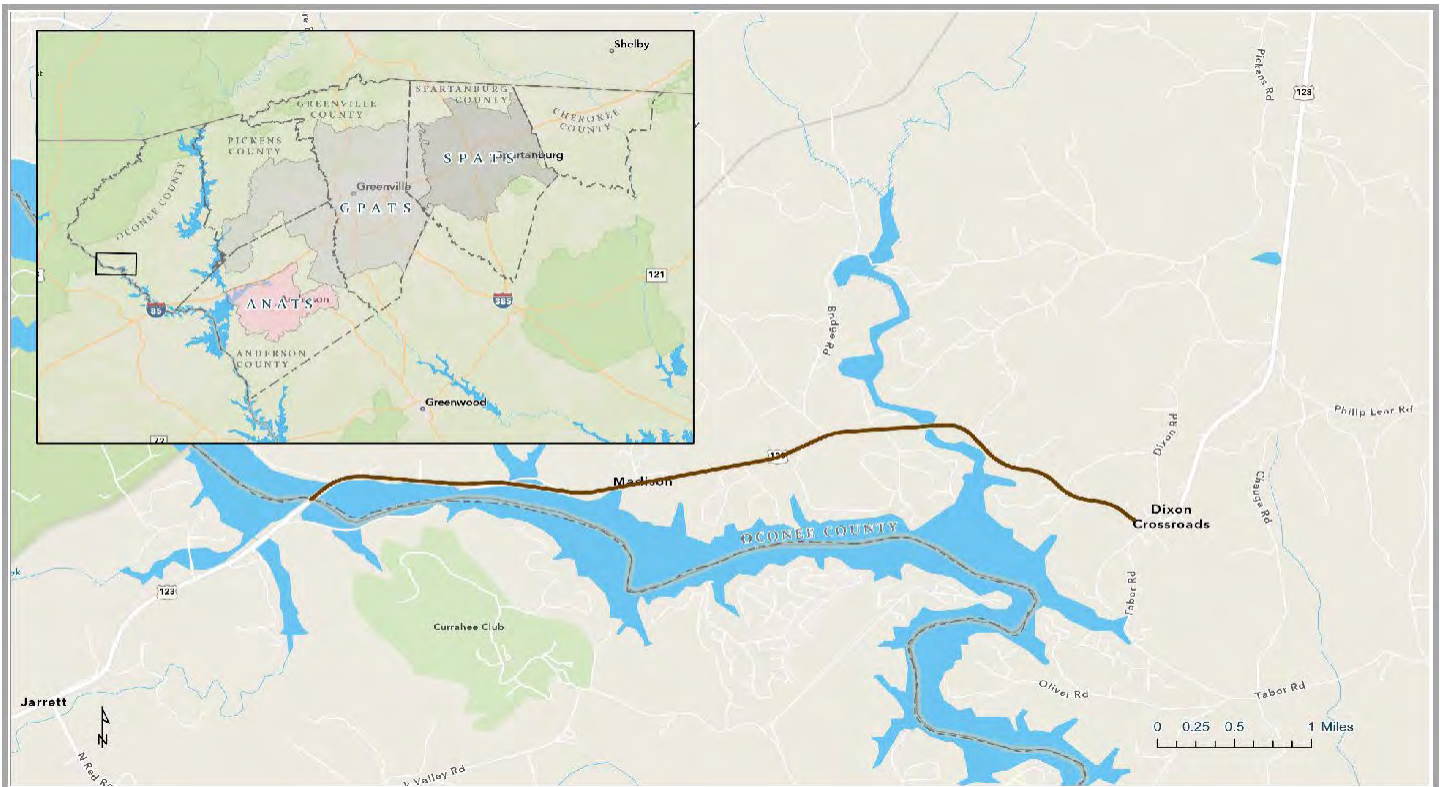 Shelby
SPARTANBURG
COUNTY
GREENVILLE
COUNTY
CHEROKEE
COUNTY
PICKENS
COUNTY
SPATS
Spartanburg
OCONEE COUNTY
Greenville
GPATS
121
85
385
ANATS
ANDERSON
COUNTY
Greenwood
Pickens Rd
123
Bridge Rd
Philip Lear Rd
Dixon Rd
123
Madison
Chauga Rd
Dixon
Crossroads
OCONEE COUNTY
123
Tabor Rd
Currahee Club
Oliver Rd
Tabor Rd
Jarrett
0 0.25 0.5 1 Miles
N
N Red
Valley Rd